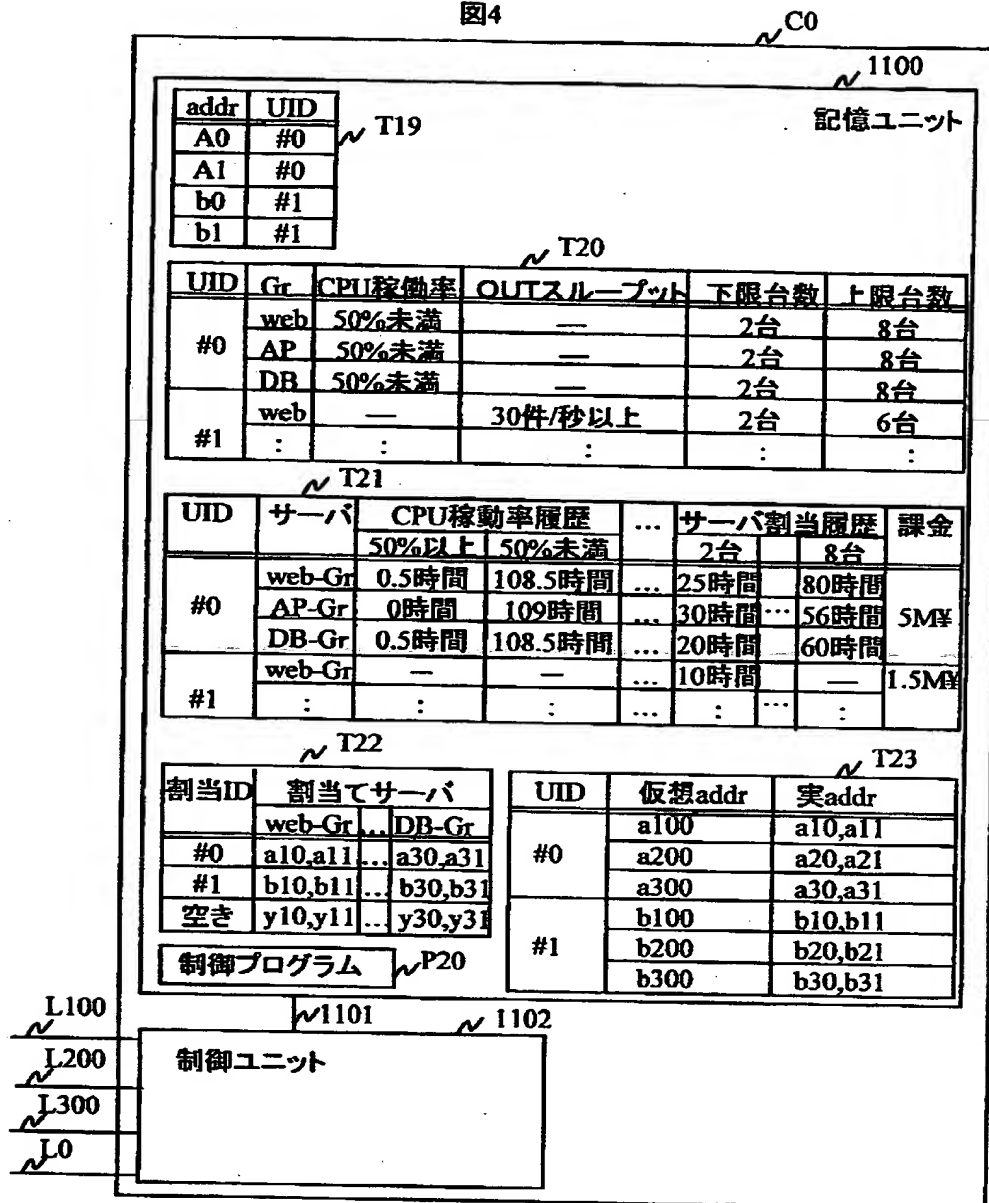 図4
C0
1100
記憶ユニット
addr UID
T19
A0 #0
A1 #0
b0 #1
b1 #1
T20
UID Gr CPU稼働率 OUTスループット 下限台数 上限台数
web 50%未満 — 2台 8台
#0 AP 50%未満 — 2台 8台
DB 50%未満 — 2台 8台
web — 30件/秒以上 2台 6台
#1 : : : : :
T21
UID サーバ CPU稼動率履歴 … サーバ割当履歴 課金
50%以上 50%未満 2台 8台
web-Gr 0.5時間 108.5時間 … 25時間 80時間
#0 AP-Gr 0時間 109時間 … 30時間 … 56時間 5M¥
DB-Gr 0.5時間 108.5時間 … 20時間 60時間
web-Gr — — … 10時間 — 1.5M¥
#1 : : : … : … :
T22
割当ID 割当てサーバ
web-Gr … DB-Gr
#0 a10,a11 … a30,a31
#1 b10,b11 … b30,b31
空き y10,y11 … y30,y31
制御プログラム P20
T23
UID 仮想addr 実addr
a100 a10,a11
#0 a200 a20,a21
a300 a30,a31
b100 b10,b11
#1 b200 b20,b21
b300 b30,b31
1101
1102
制御ユニット
L100
L200
L300
L0